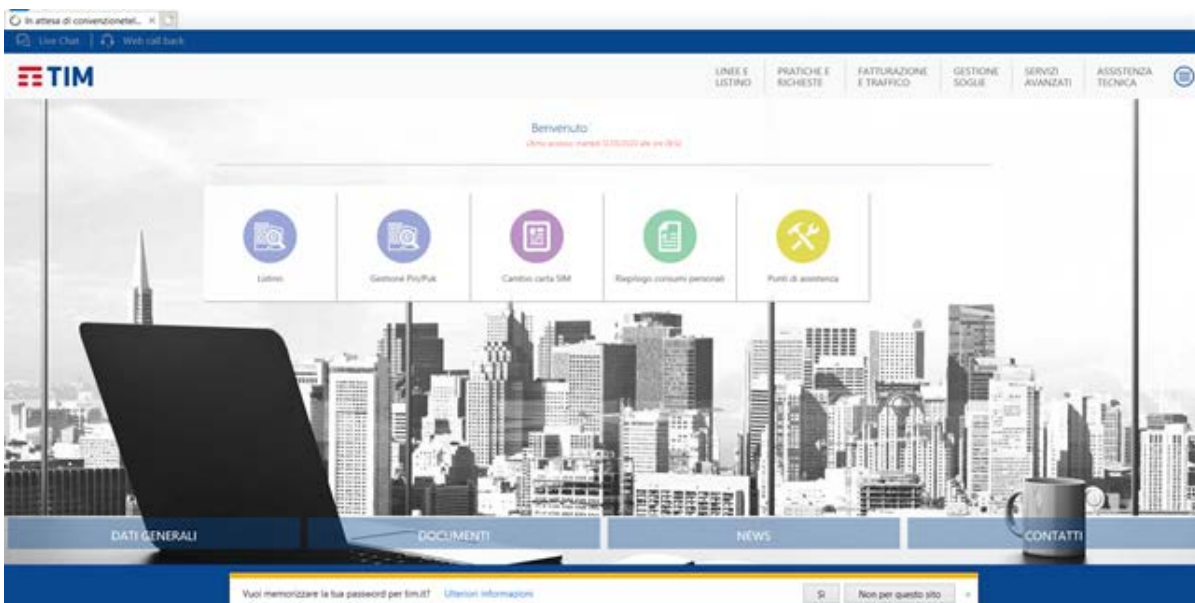 In attesa di convenzionetel...
Live Chat
Web call back
TIM
LINEE E LISTINO
PRATICHE E RICHIESTE
FATTURAZIONE E TRAFFICO
GESTIONE SOGLIE
SERVIZI AVANZATI
ASSISTENZA TECNICA
Benvenuto
Listino
Gestione Pin/Puk
Cambio carta SIM
Riepilogo consumi personali
Punti di assistenza
DATI GENERALI
DOCUMENTI
NEWS
CONTATTI
Vuoi memorizzare la tua password per tim.it?
Ulteriori informazioni
Sì
Non per questo sito